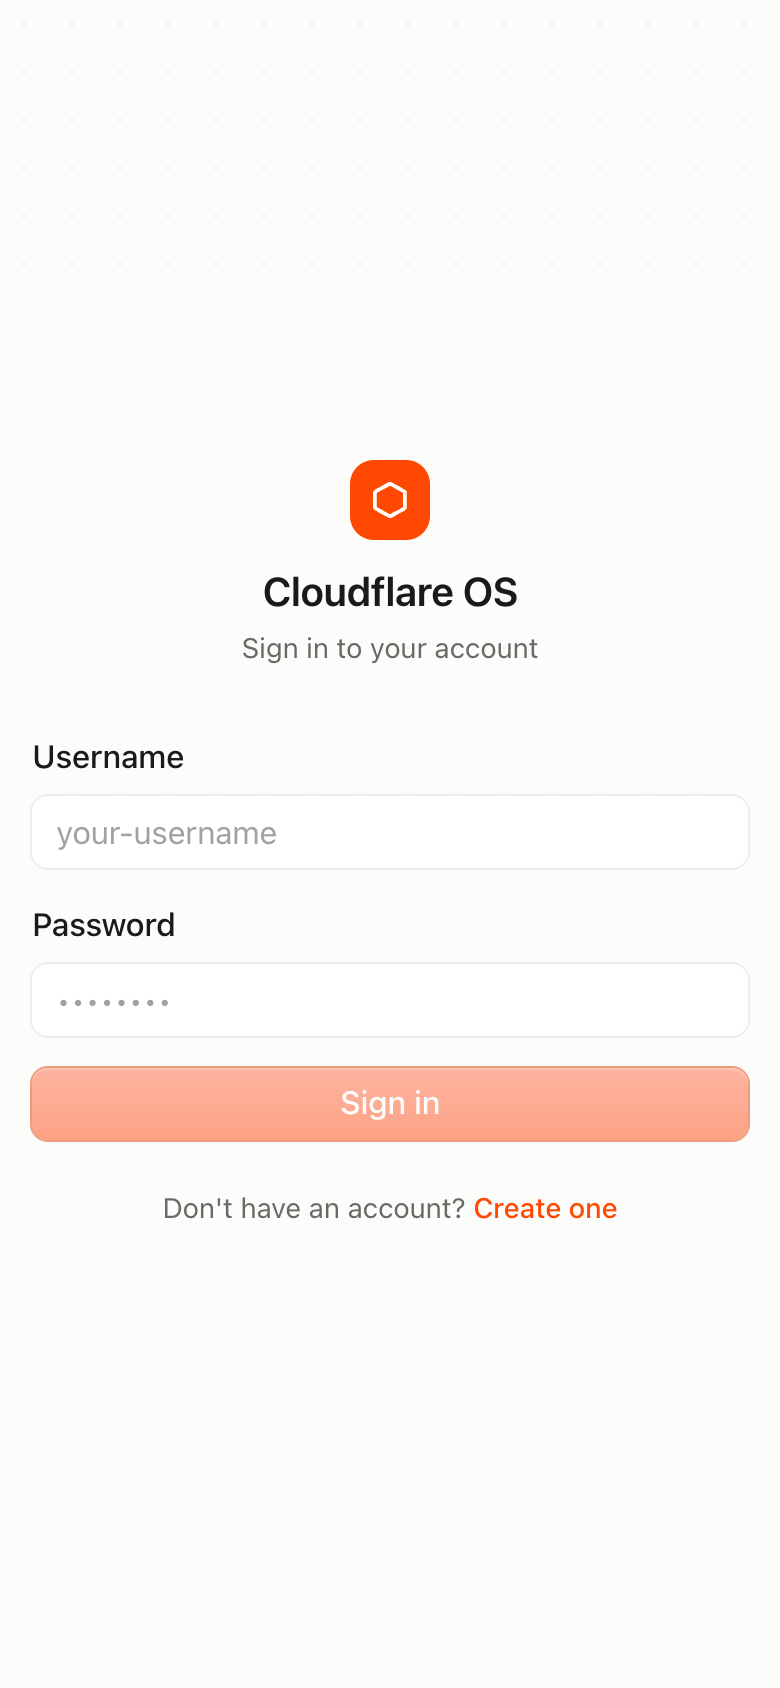 Cloudflare OS
Sign in to your account
Username
your-username
Password
••••••••
Sign in
Don't have an account? Create one